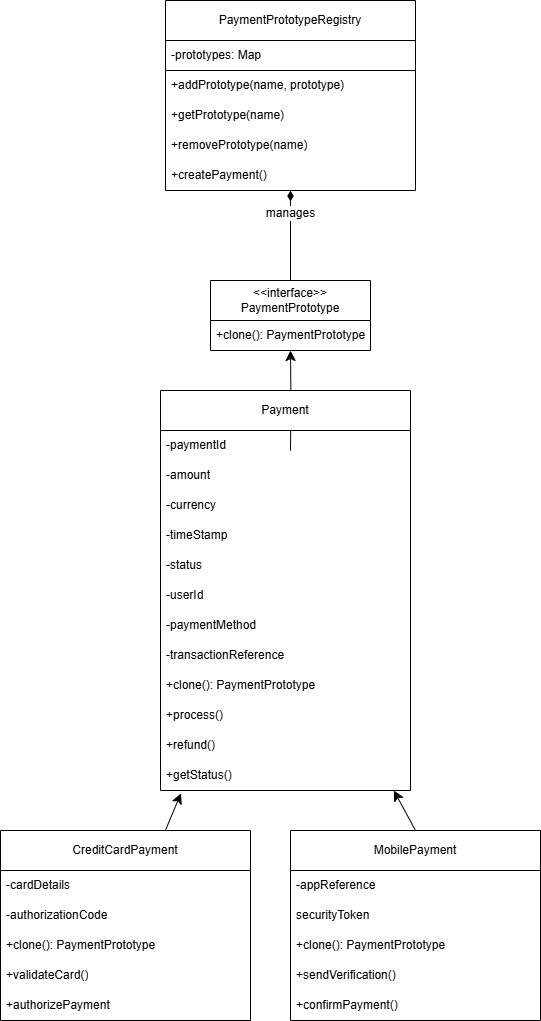 PaymentPrototypeRegistry
-prototypes: Map
+addPrototype(name, prototype)
+getPrototype(name)
+removePrototype(name)
+createPayment()
manages
<<interface>>
PaymentPrototype
+clone(): PaymentPrototype
Payment
-paymentId
-amount
-currency
-timeStamp
-status
-userId
-paymentMethod
-transactionReference
+clone(): PaymentPrototype
+process()
+refund()
+getStatus()
CreditCardPayment
-cardDetails
-authorizationCode
+clone(): PaymentPrototype
+validateCard()
+authorizePayment
MobilePayment
-appReference
securityToken
+clone(): PaymentPrototype
+sendVerification()
+confirmPayment()